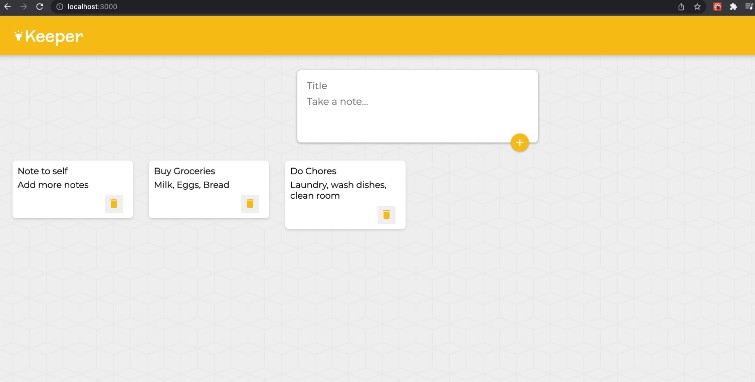 localhost:3000
Keeper
Title
Take a note...
Note to self
Add more notes
Buy Groceries
Milk, Eggs, Bread
Do Chores
Laundry, wash dishes,
clean room